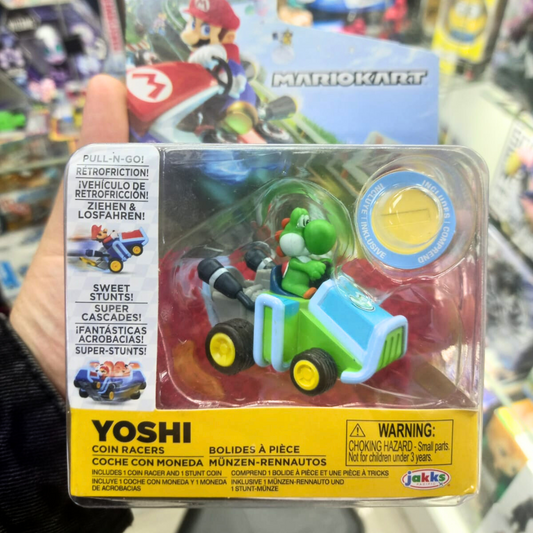 MARIOKART
M
PULL-N-GO!
RÉTROFRICTION!
¡VEHÍCULO DE
RETROFRICCIÓN!
ZIEHEN &
LOSFAHREN!
SWEET
STUNTS!
SUPER
CASCADES!
¡FANTÁSTICAS
ACROBACIAS!
SUPER-STUNTS!
YOSHI
COIN RACERS
BOLIDES À PIÈCE
COCHE CON MONEDA
MÜNZEN-RENNAUTOS
INCLUDES 1 COIN RACER AND 1 STUNT COIN
COMPREND 1 BOLIDE À PIÈCE ET UNE PIÈCE À TRICKS
INCLUYE 1 COCHE CON MONEDA Y 1 MONEDA
DE ACROBACIAS
INKLUSIVE 1 MÜNZEN-RENNAUTO UND
1 STUNT-MÜNZE
WARNING:
CHOKING HAZARD - Small parts.
Not for children under 3 years.
jakks